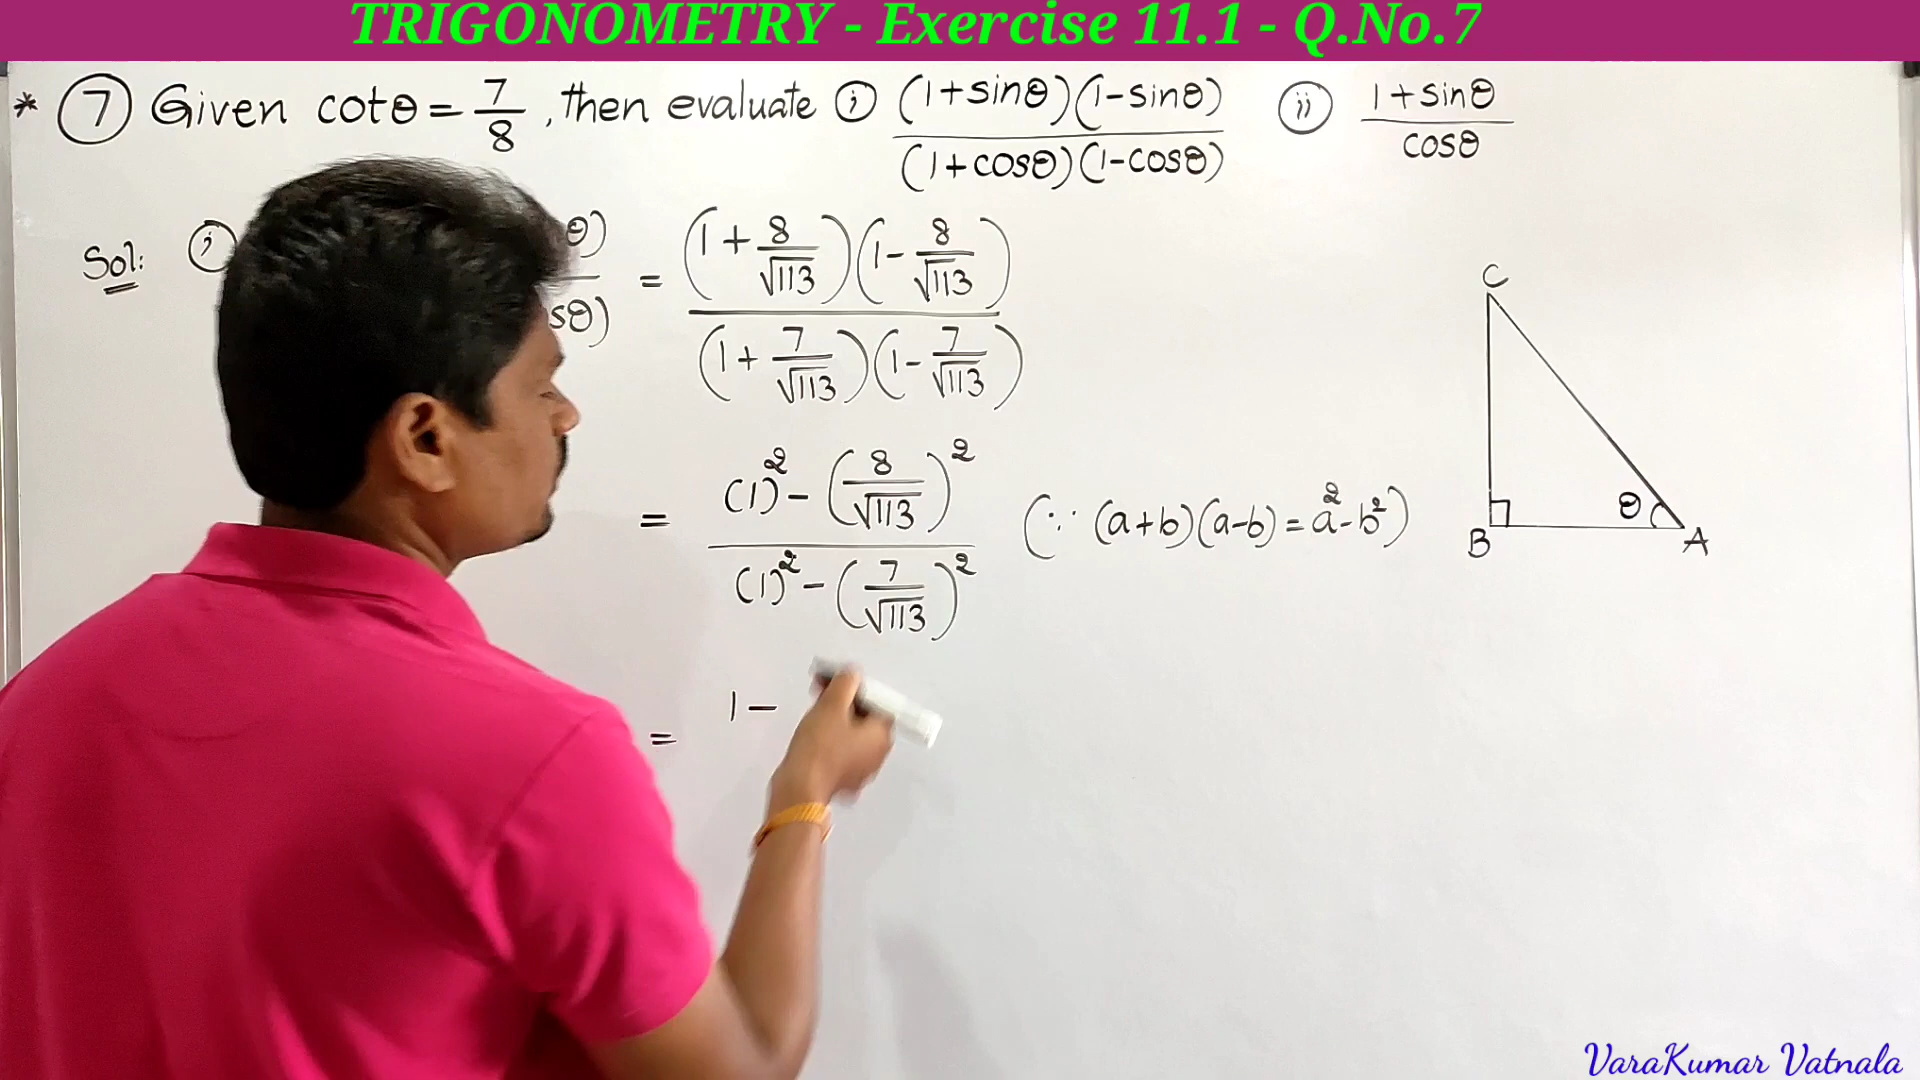 TRIGONOMETRY - Exercise 11.1 - Q.No.7
* ⑦ Given cotθ = 7/8, then evaluate ⓘ (1+sinθ)(1-sinθ)/(1+cosθ)(1-cosθ) ⓘⓘ 1+sinθ/cosθ
Sol: ⓘ θ)/sθ) = (1+8/√113)(1-8/√113)/(1+7/√113)(1-7/√113)
= (1)²-(8/√113)²/(1)²-(7/√113)² (∵ (a+b)(a-b)=a²-b²)
= 1-
C
θ
B A
VaraKumar Vatnala